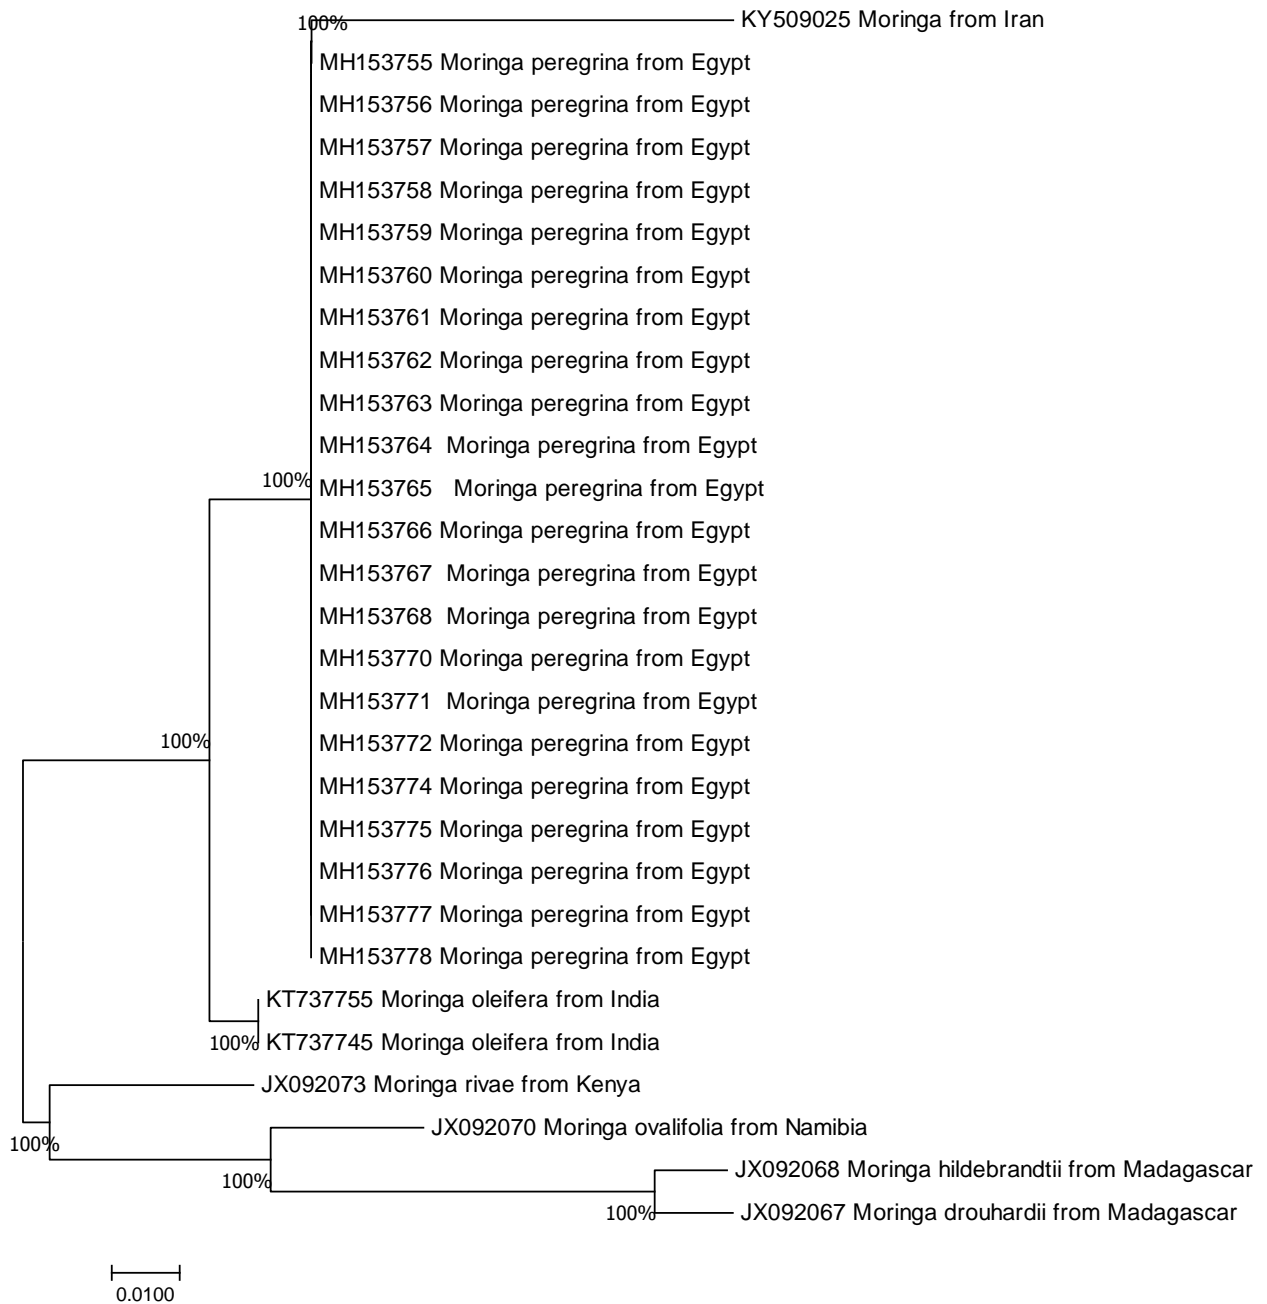 100%
KY509025 Moringa from Iran
MH153755 Moringa peregrina from Egypt
MH153756 Moringa peregrina from Egypt
MH153757 Moringa peregrina from Egypt
MH153758 Moringa peregrina from Egypt
MH153759 Moringa peregrina from Egypt
MH153760 Moringa peregrina from Egypt
MH153761 Moringa peregrina from Egypt
MH153762 Moringa peregrina from Egypt
MH153763 Moringa peregrina from Egypt
MH153764 Moringa peregrina from Egypt
100%
MH153765 Moringa peregrina from Egypt
MH153766 Moringa peregrina from Egypt
MH153767 Moringa peregrina from Egypt
MH153768 Moringa peregrina from Egypt
MH153770 Moringa peregrina from Egypt
MH153771 Moringa peregrina from Egypt
100%
MH153772 Moringa peregrina from Egypt
MH153774 Moringa peregrina from Egypt
MH153775 Moringa peregrina from Egypt
MH153776 Moringa peregrina from Egypt
MH153777 Moringa peregrina from Egypt
MH153778 Moringa peregrina from Egypt
KT737755 Moringa oleifera from India
100%
KT737745 Moringa oleifera from India
JX092073 Moringa rivae from Kenya
JX092070 Moringa ovalifolia from Namibia
100%
JX092068 Moringa hildebrandtii from Madagascar
100%
100%
JX092067 Moringa drouhardii from Madagascar
0.0100